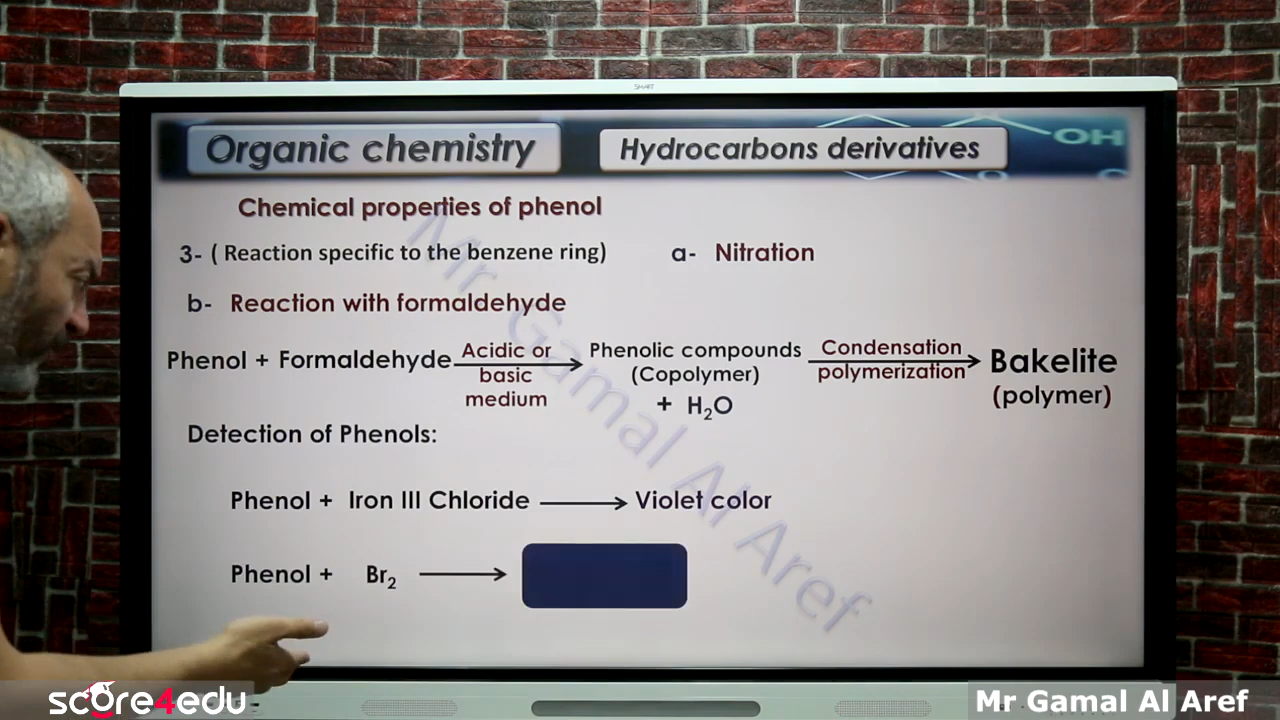 SMART
Organic chemistry
Hydrocarbons derivatives
OH
O
Chemical properties of phenol
3- ( Reaction specific to the benzene ring) a- Nitration
b- Reaction with formaldehyde
Phenol + Formaldehyde Acidic or basic medium → Phenolic compounds (Copolymer) + H₂O Condensation polymerization → Bakelite (polymer)
Detection of Phenols:
Phenol + Iron III Chloride → Violet color
Phenol + Br₂ →
Mr Gamal Al Aref
score4edu
Mr Gamal Al Aref